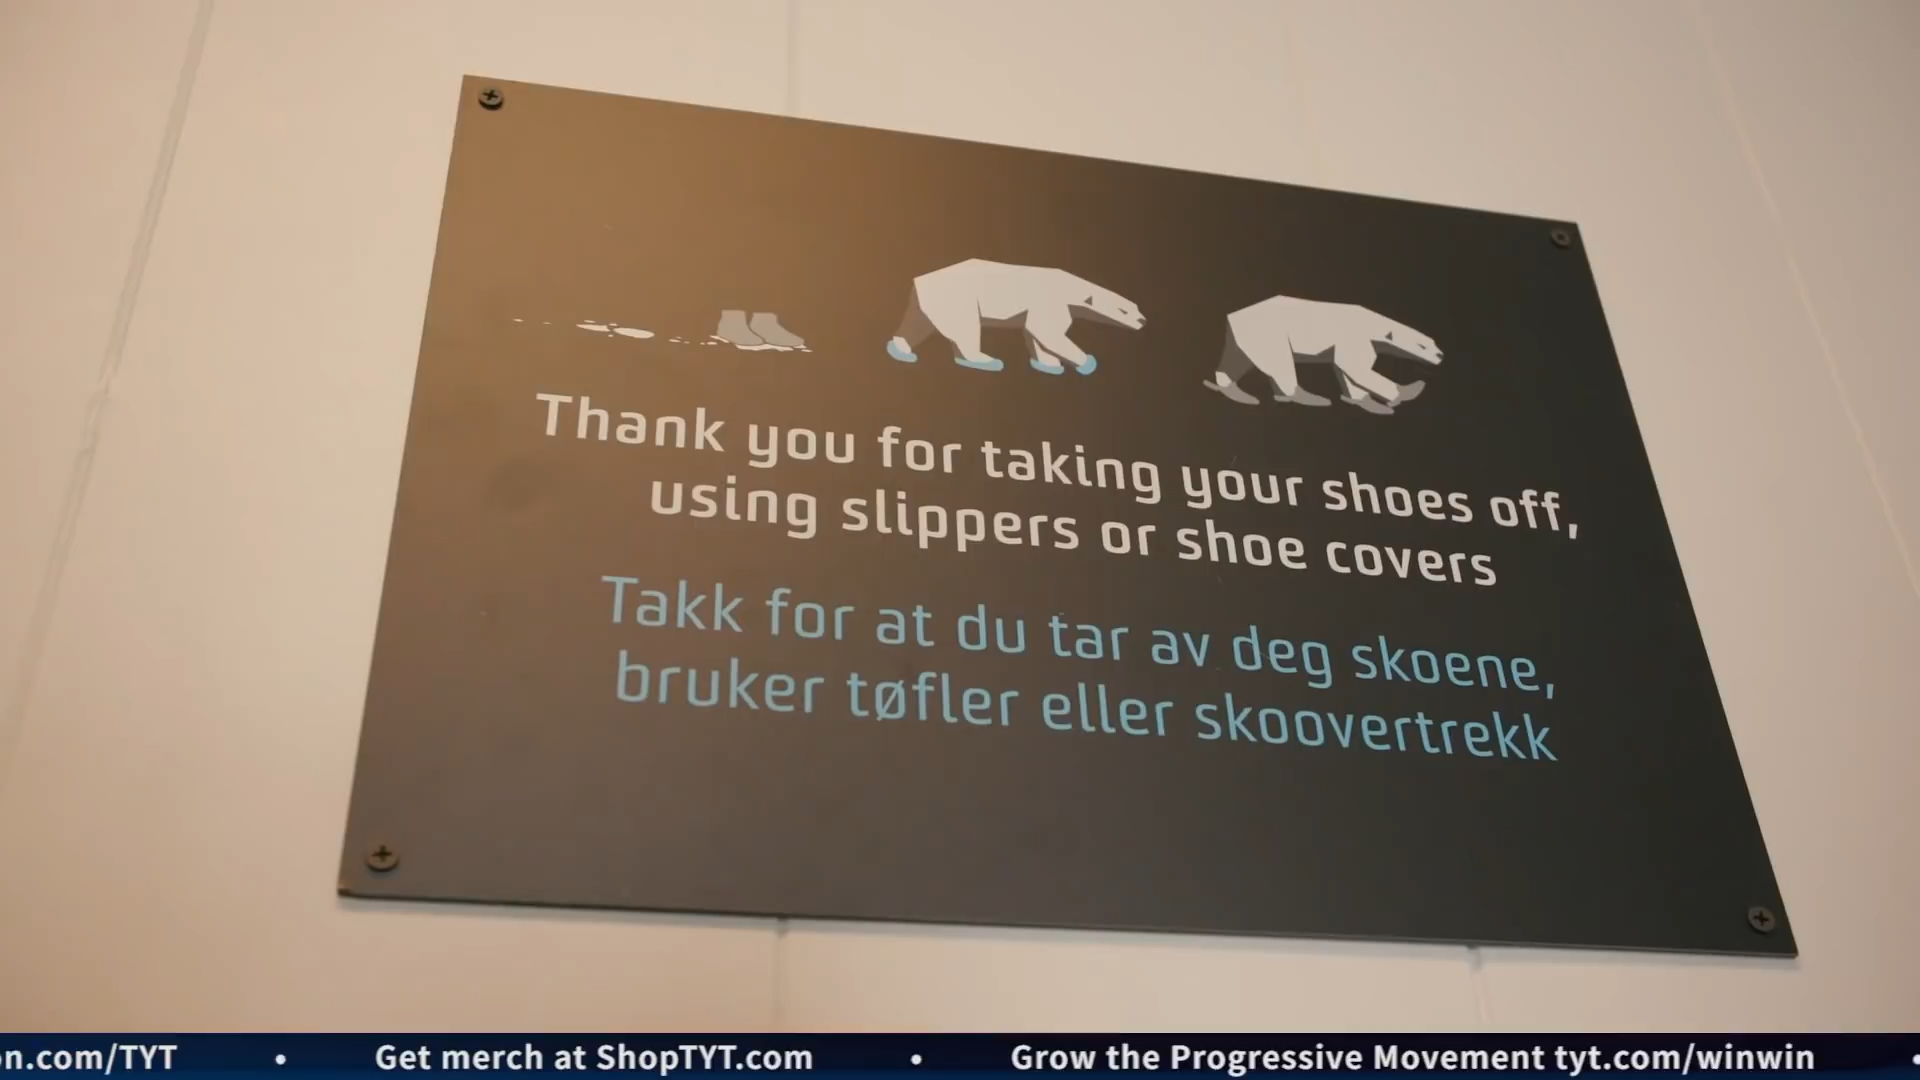 Thank you for taking your shoes off,
using slippers or shoe covers
Takk for at du tar av deg skoene,
bruker tøfler eller skoovertrekk
on.com/TYT • Get merch at ShopTYT.com • Grow the Progressive Movement tyt.com/winwin •